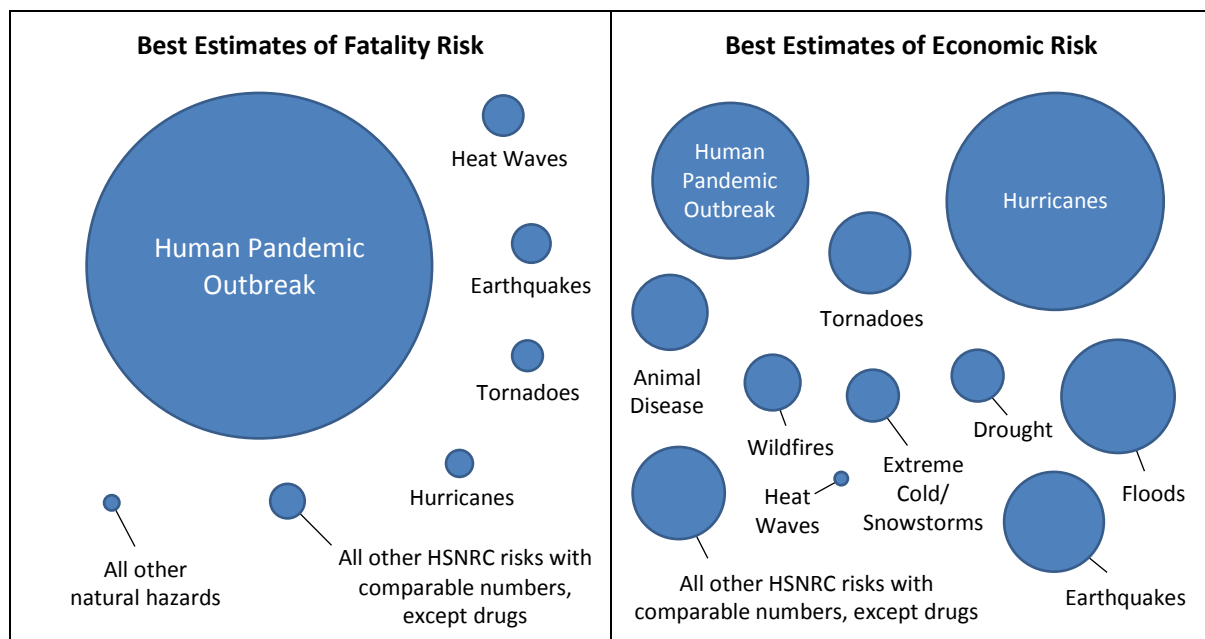 Best Estimates of Fatality Risk
Human Pandemic
Outbreak
Heat Waves
Earthquakes
Tornadoes
Hurricanes
All other
natural hazards
All other HSNRC risks with
comparable numbers,
except drugs
Best Estimates of Economic Risk
Human
Pandemic
Outbreak
Hurricanes
Tornadoes
Animal
Disease
Wildfires
Extreme
Cold/
Snowstorms
Drought
Floods
Heat
Waves
All other HSNRC risks with
comparable numbers, except drugs
Earthquakes